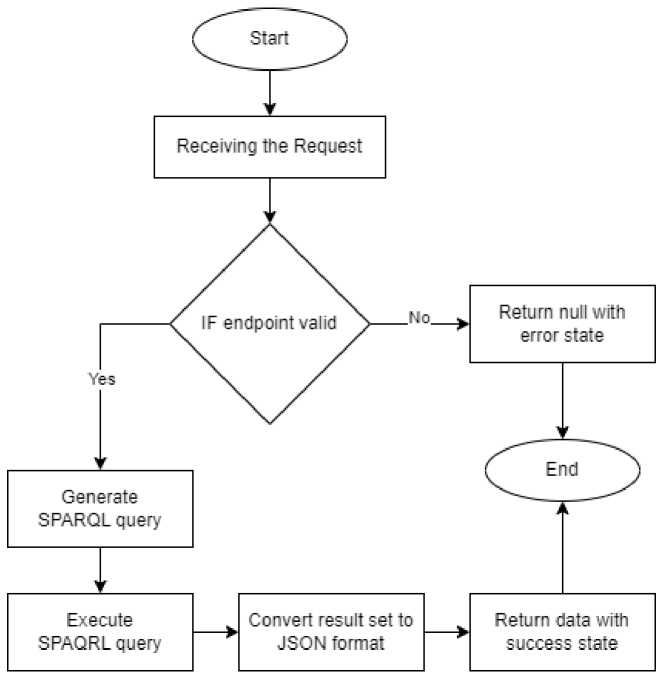 Start
Receiving the Request
IF endpoint valid
No
Return null with
error state
Yes
End
Generate
SPARQL query
Execute
SPAQRL query
Convert result set to
JSON format
Return data with
success state